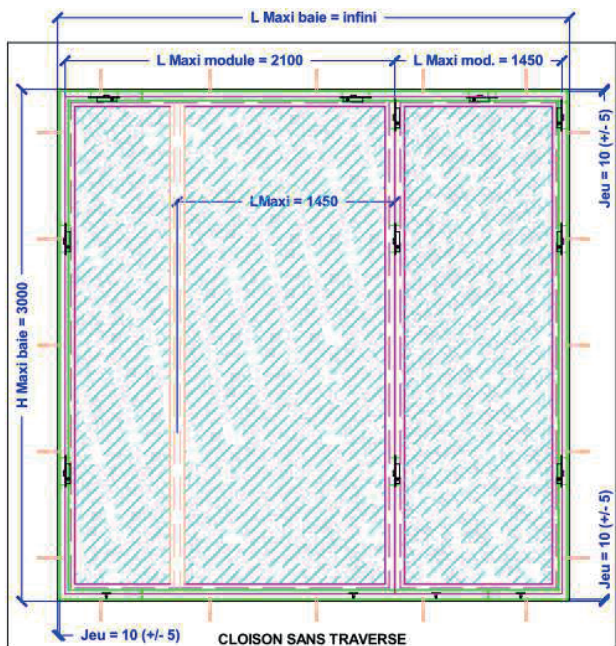 L Maxi baie = infini
L Maxi module = 2100
L Maxi mod. = 1450
Jeu = 10 (+/- 5)
LMaxi = 1450
H Maxi baie = 3000
Jeu = 10 (+/- 5)
Jeu = 10 (+/- 5)
CLOISON SANS TRAVERSE